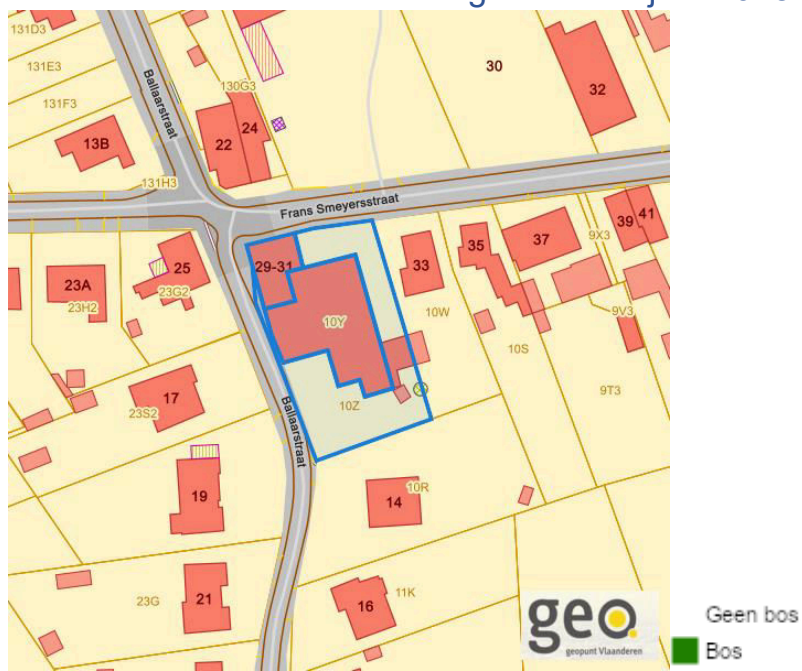 131D3
131E3
131F3
13B
131H3
Ballaarstraat
130G3
22
24
30
32
Frans Smeyersstraat
23A
23H2
25
23G2
29-31
10Y
10Z
33
10W
35
37
9X3
39
41
9V3
10S
9T3
17
23S2
Ballaarstraat
19
14
10R
21
23G
16
11K
geo
geopunt Vlaanderen
Geen bos
Bos